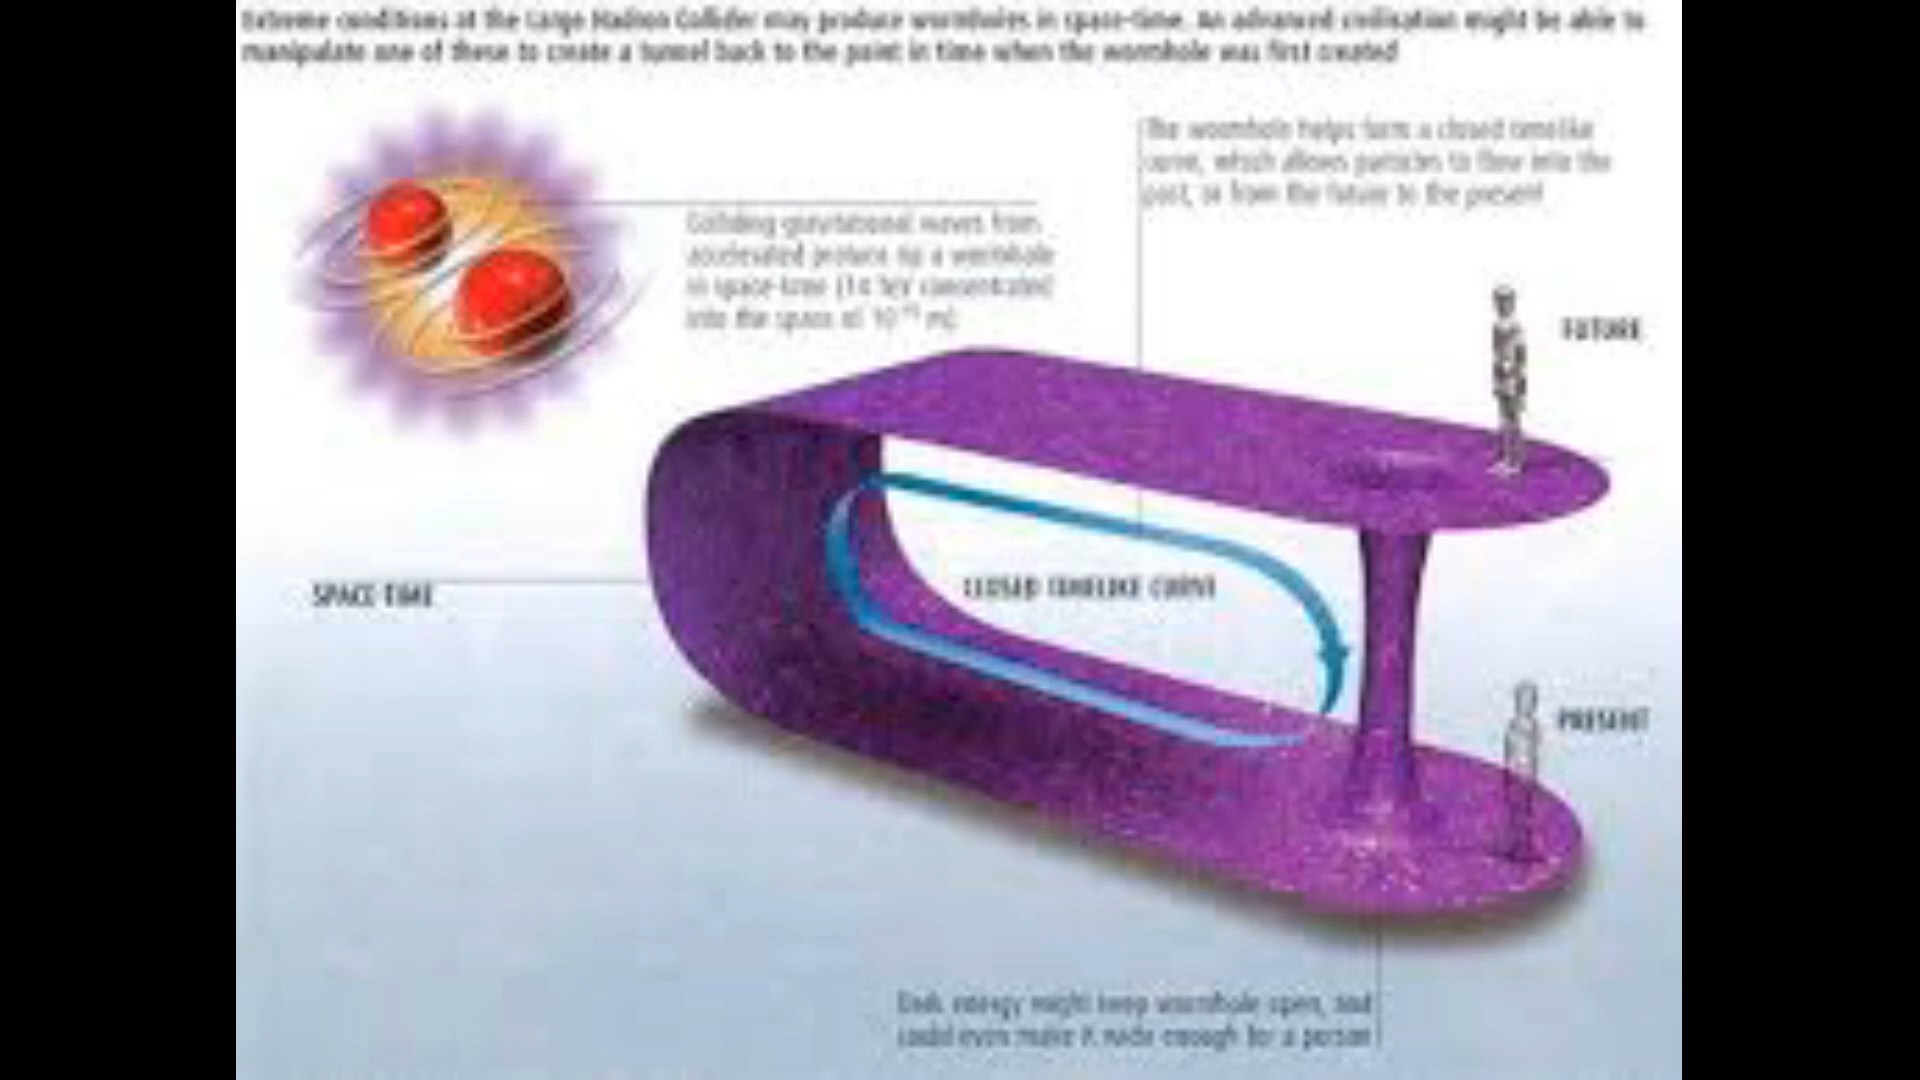 Extreme conditions at the Large Hadron Collider may produce wormholes in space-time. An advanced civilisation might be able to
manipulate one of these to create a tunnel back to the point in time when the wormhole was first created
The wormhole helps form a closed timelike
curve, which allows particles to flow into the
past, or from the future to the present
Colliding gravitational waves from
accelerated protons rip a wormhole
in space-time (14 TeV concentrated
into the space of m)
FUTURE
SPACE-TIME
CLOSED TIMELIKE CURVE
PRESENT
Dark energy might keep wormhole open, and
could even make it wide enough for a person